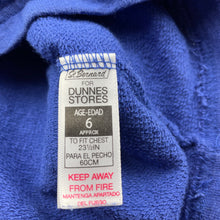 St. Bernard
FOR
DUNNES
STORES
AGE-EDAD
6
APPROX
TO FIT CHEST
23½IN
PARA EL PECHO
60CM
KEEP AWAY
FROM FIRE
MANTENGA APARTADO
DEL FUEGO